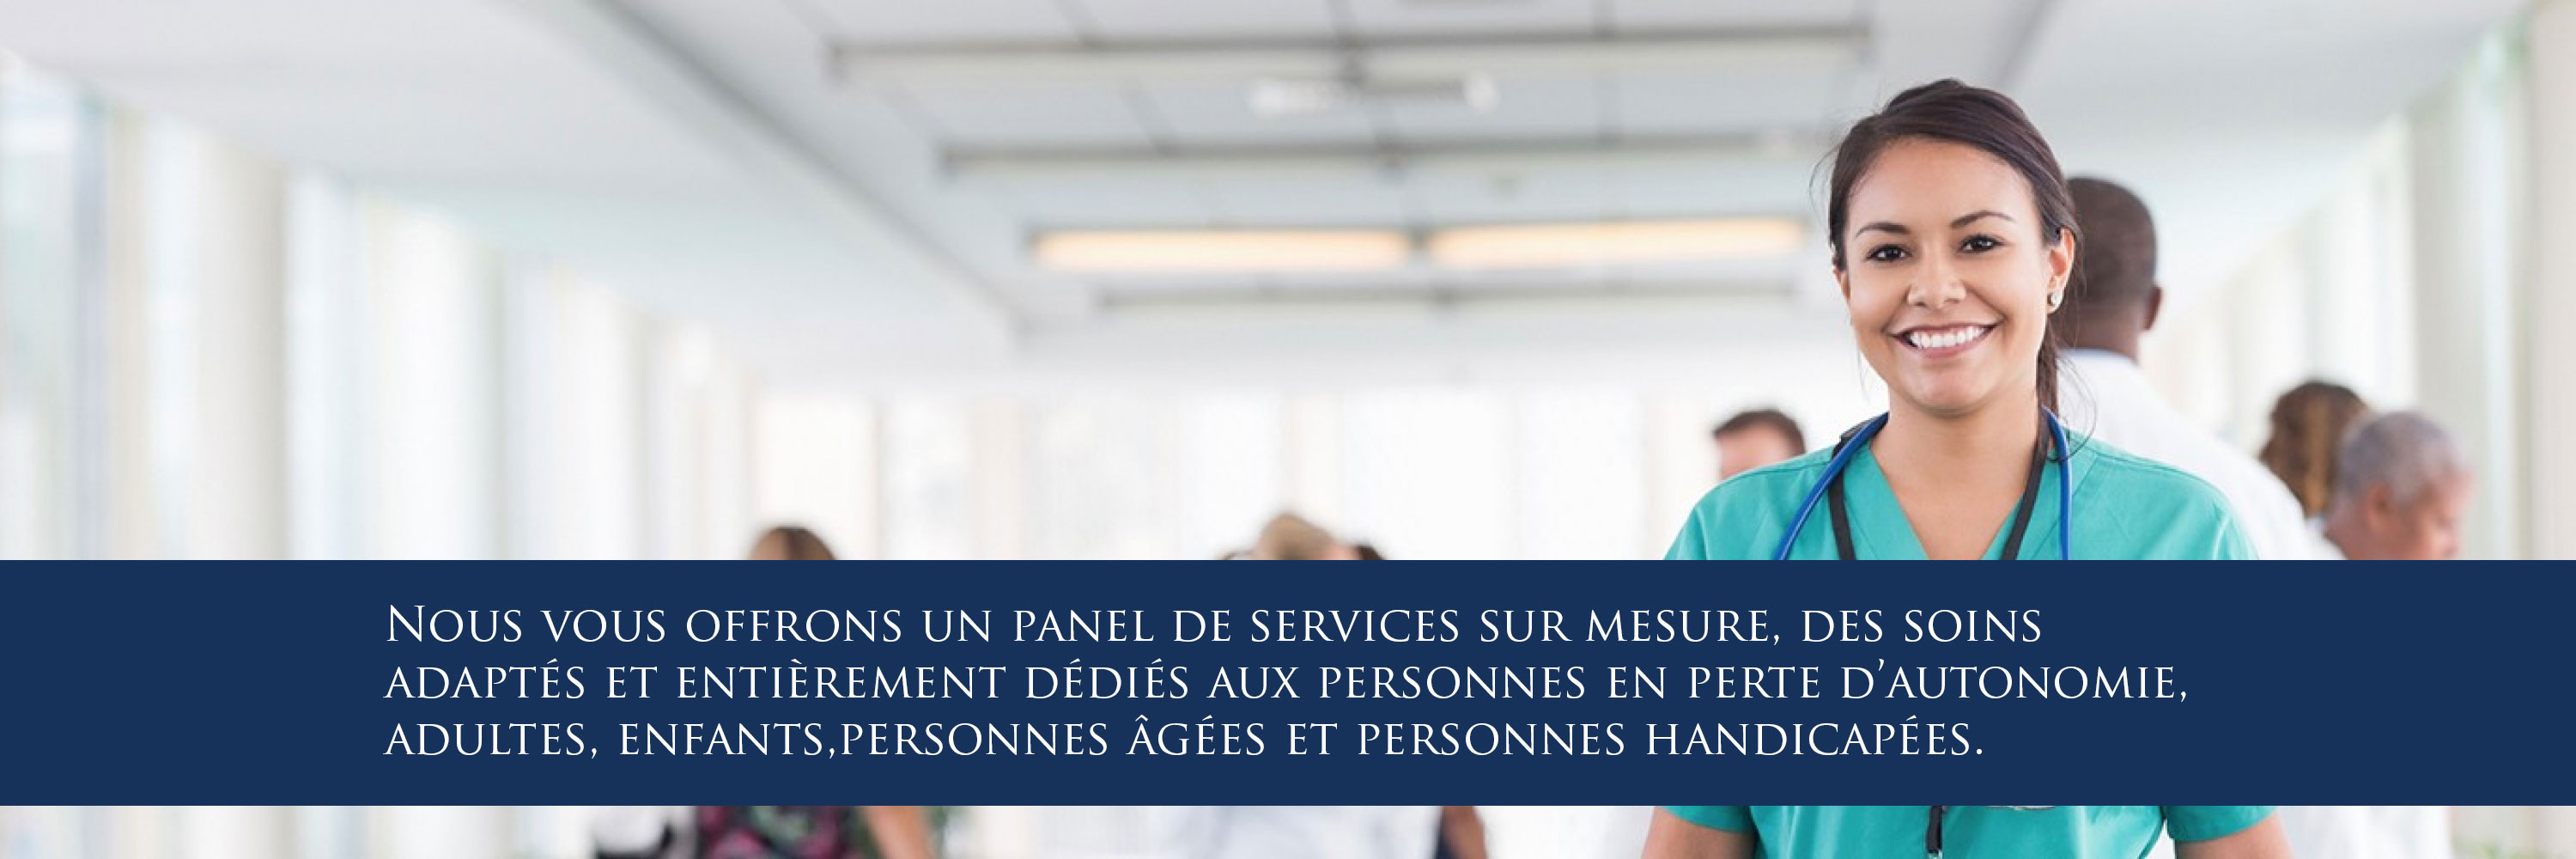 Nous vous offrons un panel de services sur mesure, des soins
adaptés et entièrement dédiés aux personnes en perte d’autonomie,
adultes, enfants,personnes âgées et personnes handicapées.